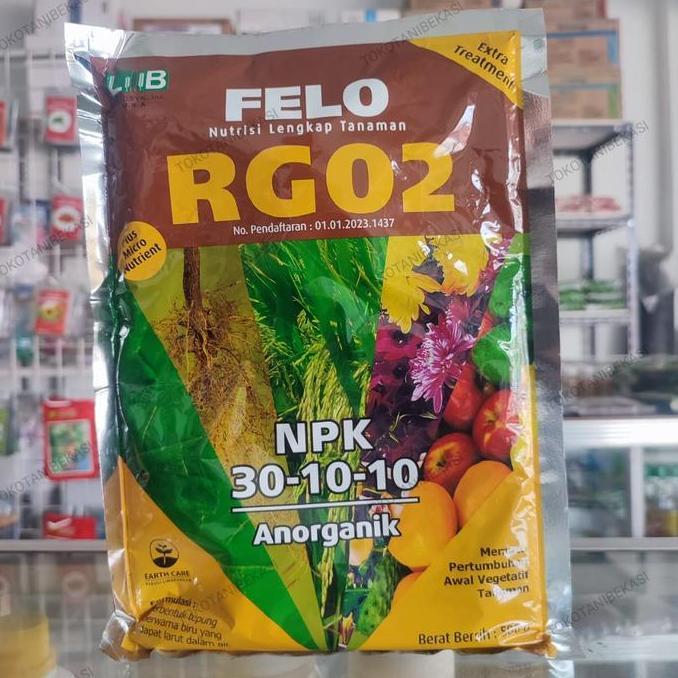 Extra
Treatment
FELO
Nutrisi Lengkap Tanaman
RG02
No. Pendaftaran : 01.01.2023.1437
Plus
Micro
Nutrient
NPK
30-10-10
Anorganik
EARTH CARE
Pertumbuhan
Awal Vegetatif
Tanaman
Formulasi :
Berbentuk tepung
berwarna biru yang
dapat larut dalam air
Berat Bersih : 500 g
TOKOTANIBEKASI